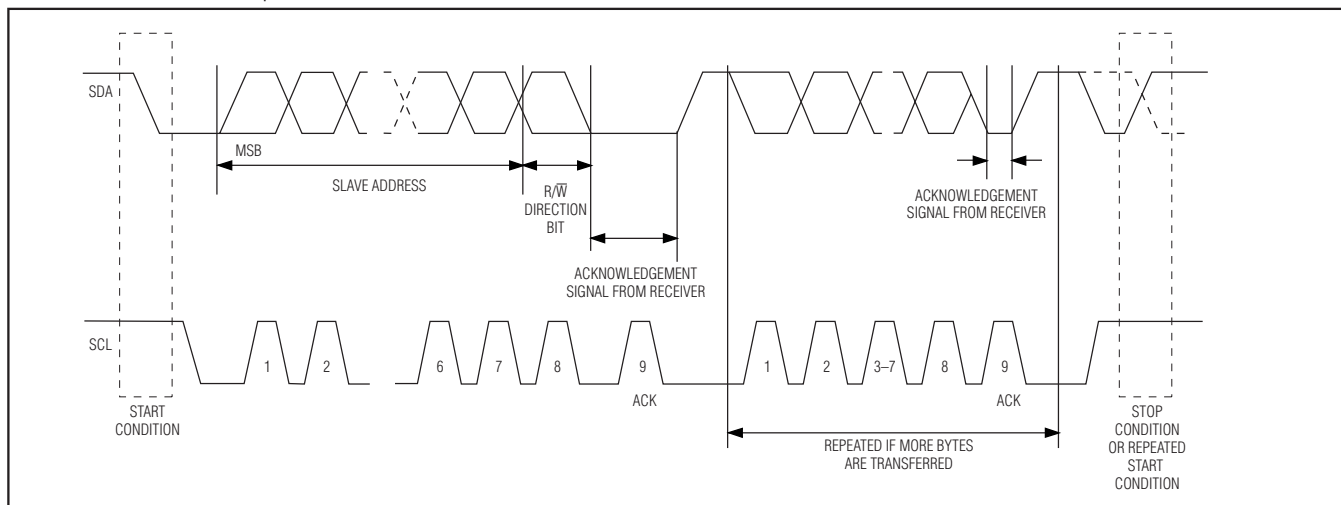 SDA
MSB
SLAVE ADDRESS
R/W̅
DIRECTION
BIT
ACKNOWLEDGEMENT
SIGNAL FROM RECEIVER
ACKNOWLEDGEMENT
SIGNAL FROM RECEIVER
SCL
1
2
6
7
8
9
1
2
3–7
8
9
ACK
ACK
START
CONDITION
REPEATED IF MORE BYTES
ARE TRANSFERRED
STOP
CONDITION
OR REPEATED
START
CONDITION